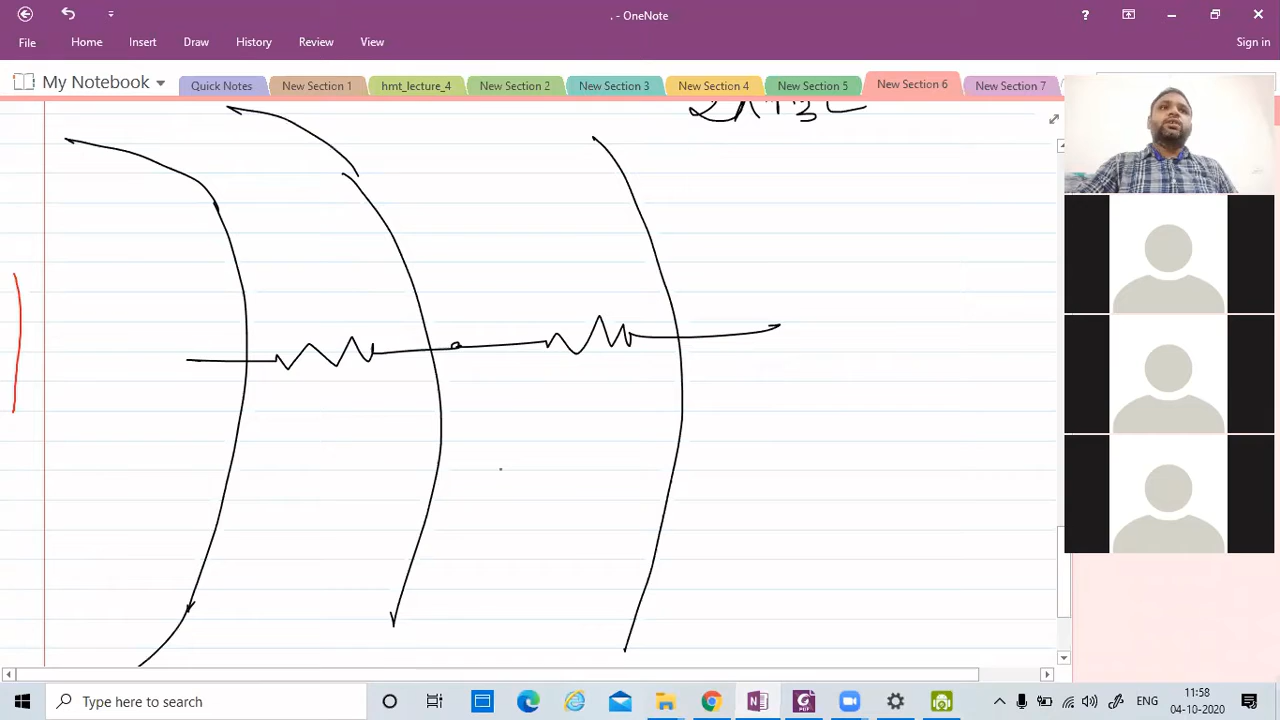 . - OneNote
File Home Insert Draw History Review View Sign in
My Notebook Quick Notes New Section 1 hmt_lecture_4 New Section 2 New Section 3 New Section 4 New Section 5 New Section 6 New Section 7
Type here to search
ENG
1:58
04-10-2020